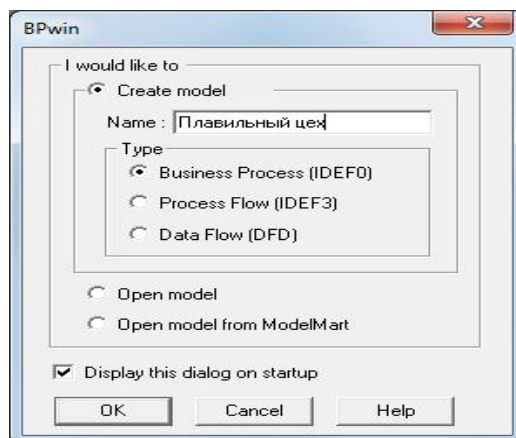 BPwin
I would like to
Create model
Name : Плавильный цех
Type
Business Process (IDEF0)
Process Flow (IDEF3)
Data Flow (DFD)
Open model
Open model from ModelMart
Display this dialog on startup
OK Cancel Help